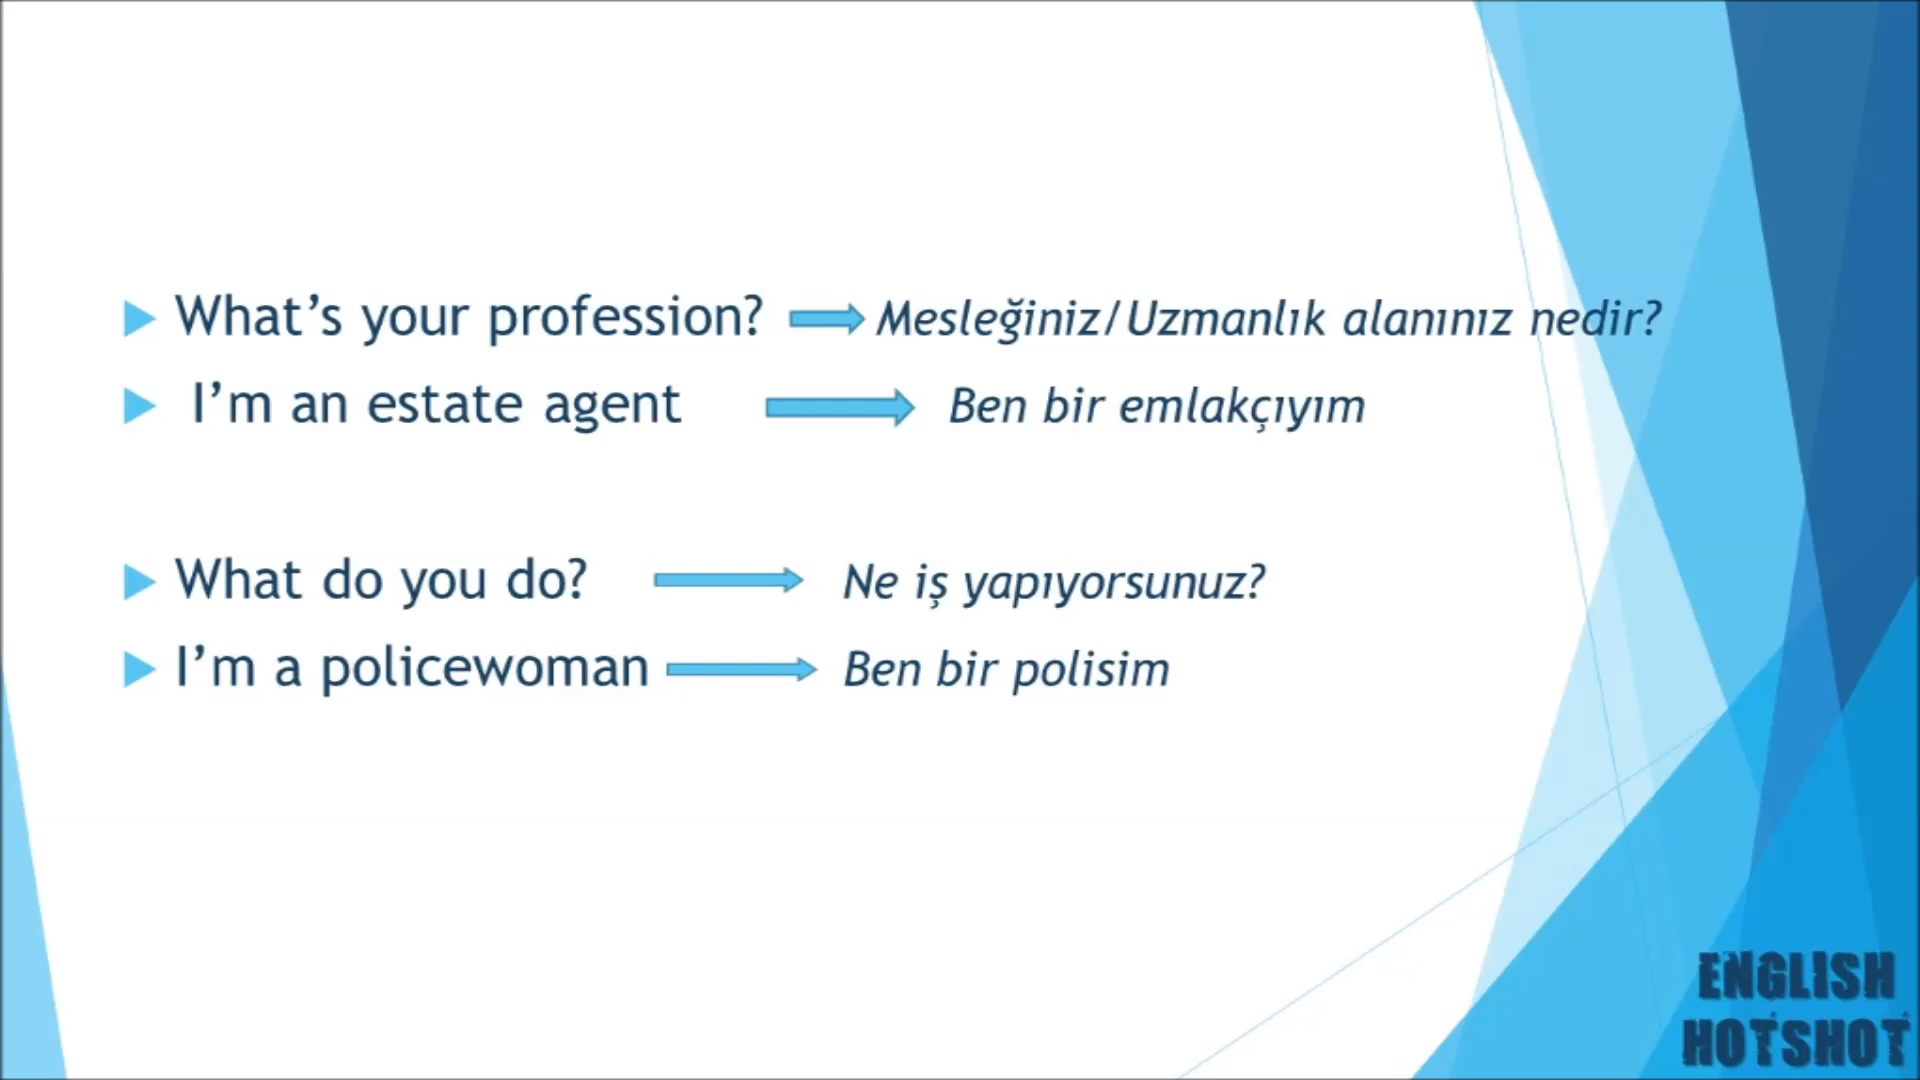 What’s your profession? Mesleğiniz/Uzmanlık alanınız nedir?
I’m an estate agent Ben bir emlakçıyım
What do you do? Ne iş yapıyorsunuz?
I’m a policewoman Ben bir polisim
ENGLISH
HOTSHOT